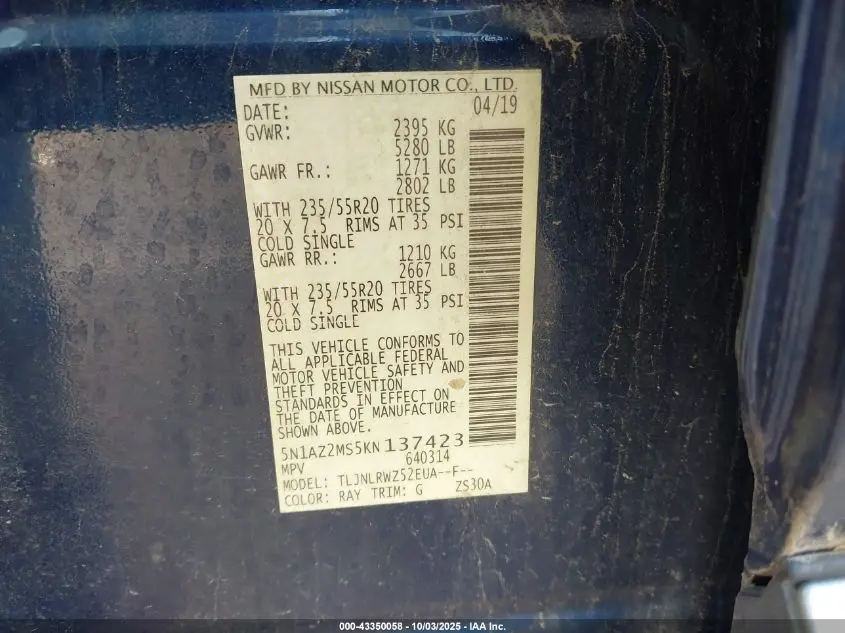 MFD BY NISSAN MOTOR CO., LTD.
DATE: 04/19
GVWR: 2395 KG
5280 LB
GAWR FR.: 1271 KG
2802 LB
WITH 235/55R20 TIRES
20 X 7.5 RIMS AT 35 PSI
COLD SINGLE
GAWR RR.: 1210 KG
2667 LB
WITH 235/55R20 TIRES
20 X 7.5 RIMS AT 35 PSI
COLD SINGLE
THIS VEHICLE CONFORMS TO
ALL APPLICABLE FEDERAL
MOTOR VEHICLE SAFETY AND
THEFT PREVENTION
STANDARDS IN EFFECT ON
THE DATE OF MANUFACTURE
SHOWN ABOVE.
5N1AZ2MS5KN137423
MPV 640314
MODEL: TLJNLRWZ52EUA--F--
COLOR: RAY TRIM: G ZS30A
000-43350058 - 10/03/2025 - IAA Inc.